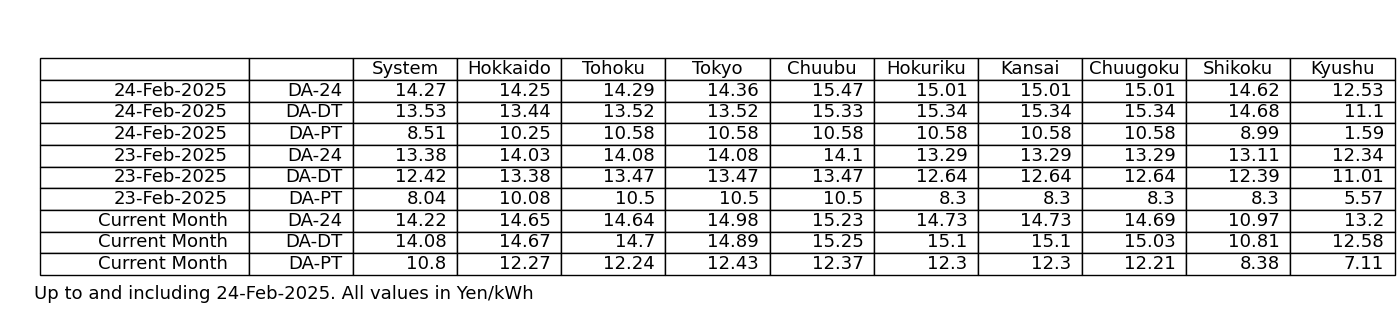 System Hokkaido Tohoku Tokyo Chuubu Hokuriku Kansai Chuugoku Shikoku Kyushu
24-Feb-2025 DA-24 14.27 14.25 14.29 14.36 15.47 15.01 15.01 15.01 14.62 12.53
24-Feb-2025 DA-DT 13.53 13.44 13.52 13.52 15.33 15.34 15.34 15.34 14.68 11.1
24-Feb-2025 DA-PT 8.51 10.25 10.58 10.58 10.58 10.58 10.58 10.58 8.99 1.59
23-Feb-2025 DA-24 13.38 14.03 14.08 14.08 14.1 13.29 13.29 13.29 13.11 12.34
23-Feb-2025 DA-DT 12.42 13.38 13.47 13.47 13.47 12.64 12.64 12.64 12.39 11.01
23-Feb-2025 DA-PT 8.04 10.08 10.5 10.5 10.5 8.3 8.3 8.3 8.3 5.57
Current Month DA-24 14.22 14.65 14.64 14.98 15.23 14.73 14.73 14.69 10.97 13.2
Current Month DA-DT 14.08 14.67 14.7 14.89 15.25 15.1 15.1 15.03 10.81 12.58
Current Month DA-PT 10.8 12.27 12.24 12.43 12.37 12.3 12.3 12.21 8.38 7.11
Up to and including 24-Feb-2025. All values in Yen/kWh